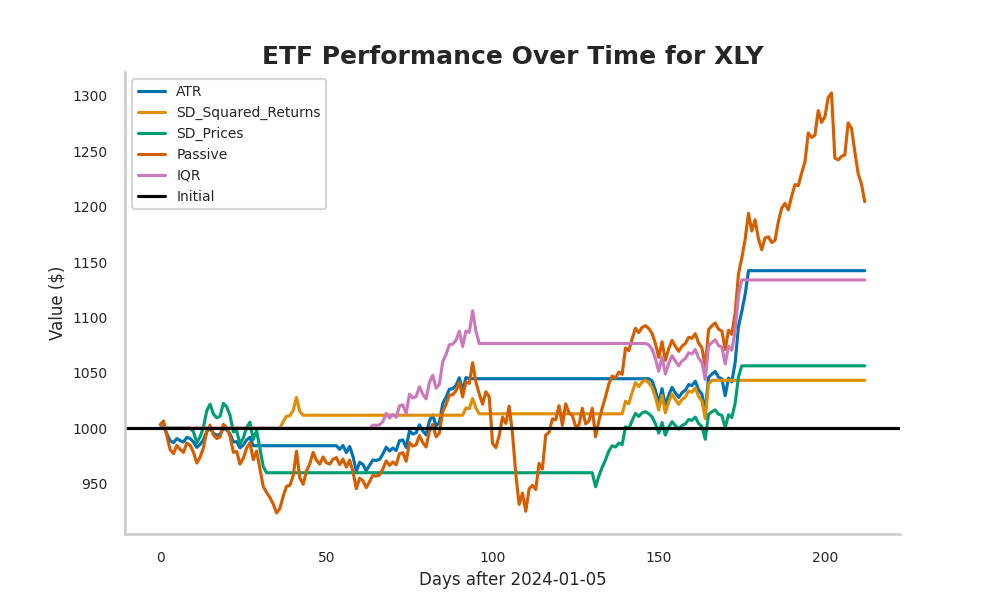 ETF Performance Over Time for XLY
ATR
SD_Squared_Returns
SD_Prices
Passive
IQR
Initial
Value ($)
1300
1250
1200
1150
1100
1050
1000
950
0
50
100
150
200
Days after 2024-01-05